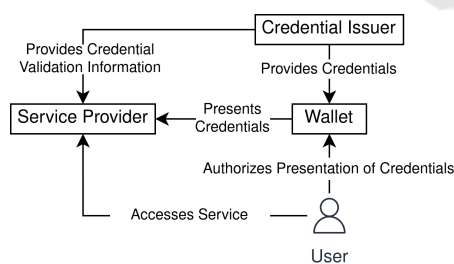 Credential Issuer
Provides Credential
Validation Information
Provides Credentials
Service Provider
Presents
Credentials
Wallet
Authorizes Presentation of Credentials
Accesses Service
User